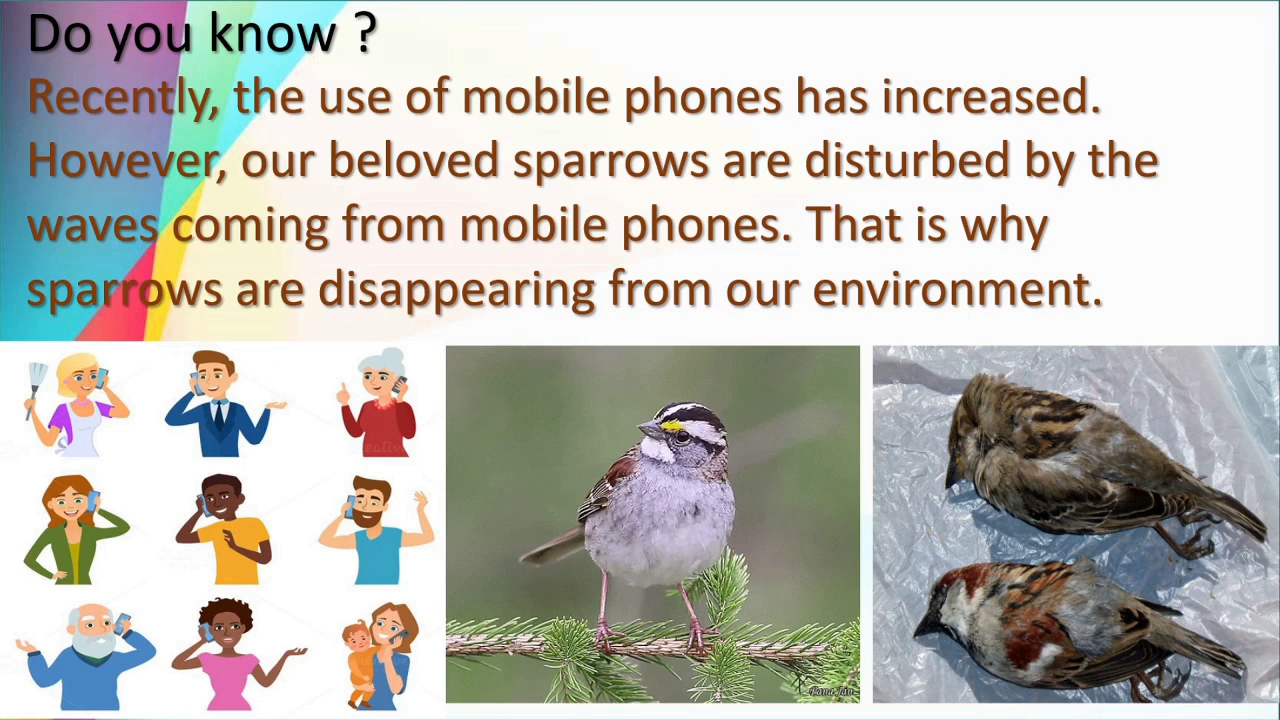 Do you know ?
Recently, the use of mobile phones has increased.
However, our beloved sparrows are disturbed by the
waves coming from mobile phones. That is why
sparrows are disappearing from our environment.